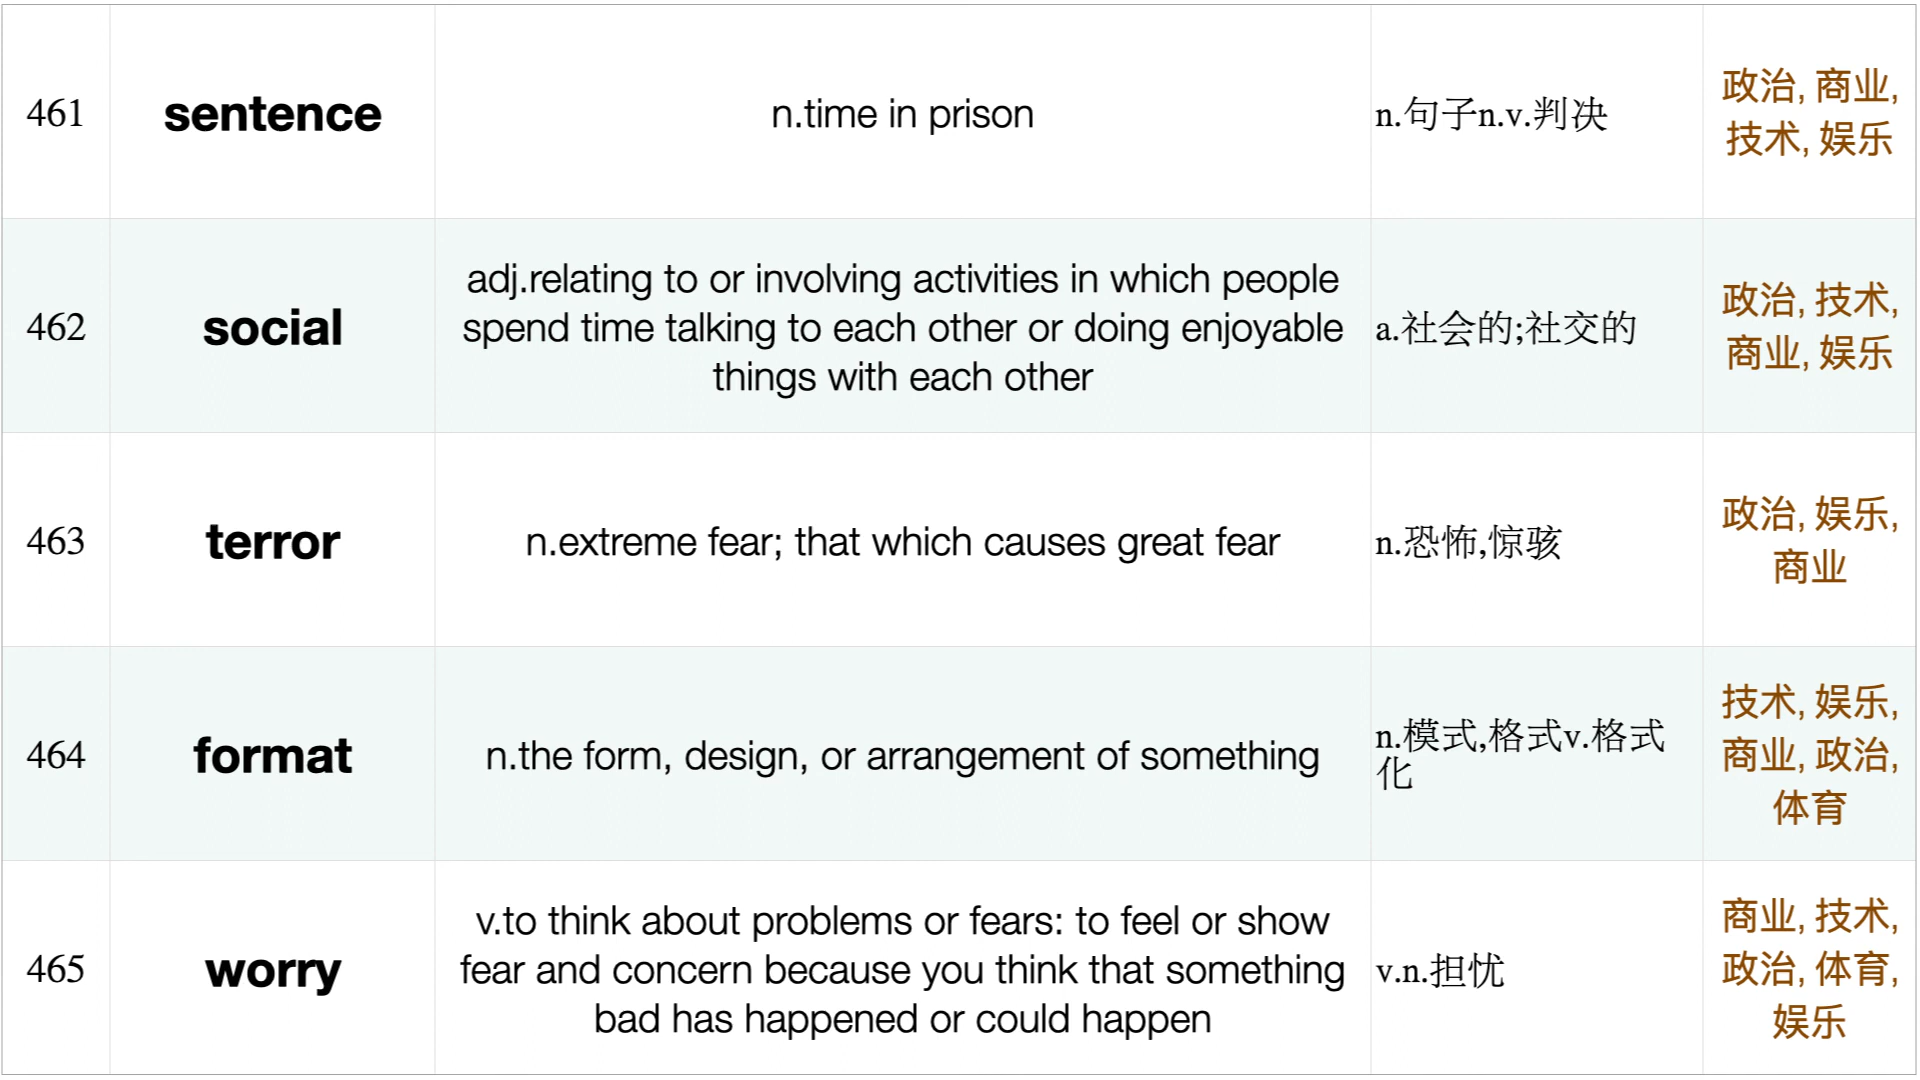 461
sentence
n.time in prison
n.句子n.v.判决
政治, 商业,
技术, 娱乐
462
social
adj.relating to or involving activities in which people
spend time talking to each other or doing enjoyable
things with each other
a.社会的;社交的
政治, 技术,
商业, 娱乐
463
terror
n.extreme fear; that which causes great fear
n.恐怖,惊骇
政治, 娱乐,
商业
464
format
n.the form, design, or arrangement of something
n.模式,格式v.格式
化
技术, 娱乐,
商业, 政治,
体育
465
worry
v.to think about problems or fears: to feel or show
fear and concern because you think that something
bad has happened or could happen
v.n.担忧
商业, 技术,
政治, 体育,
娱乐